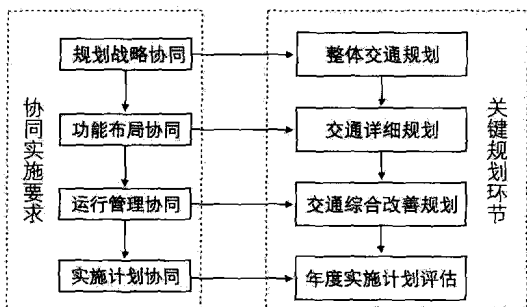 协同实施要求
规划战略协同
整体交通规划
功能布局协同
交通详细规划
运行管理协同
交通综合改善规划
实施计划协同
年度实施计划评估
关键规划环节